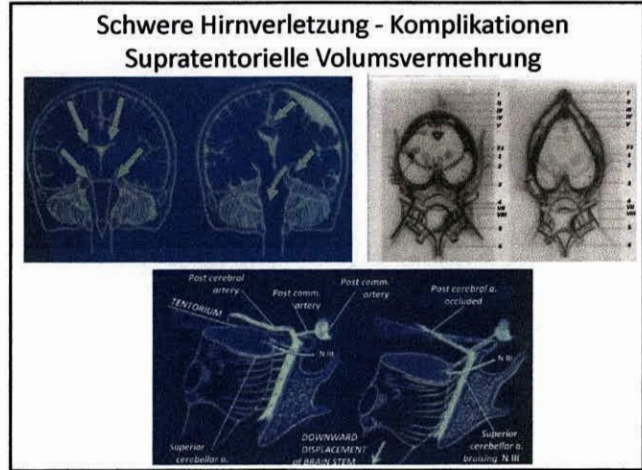 Schwere Hirnverletzung - Komplikationen
Supratentorielle Volumsvermehrung
Post cerebral
artery
Post comm.
artery
Post comm.
artery
TENTORIUM
N III
Superior
cerebellar a.
DOWNWARD
DISPLACEMENT
of BRAIN STEM
Post cerebral a.
occluded
N III
Superior
cerebellar a.
bruising N III